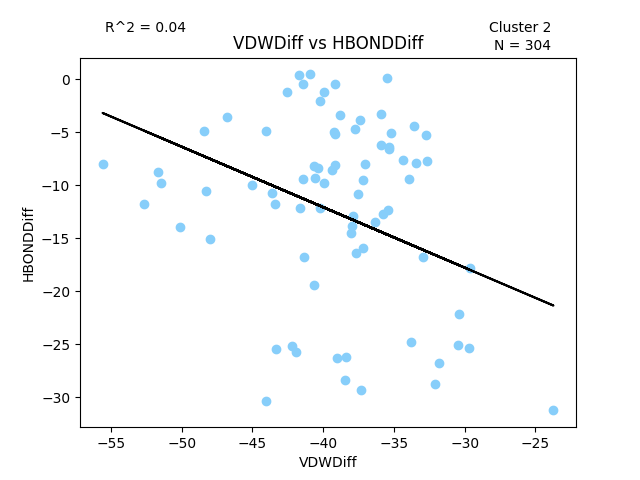 R^2 = 0.04
Cluster 2
VDWDiff vs HBONDDiff
N = 304
HBONDDiff
0
−5
−10
−15
−20
−25
−30
−55
−50
−45
−40
−35
−30
−25
VDWDiff